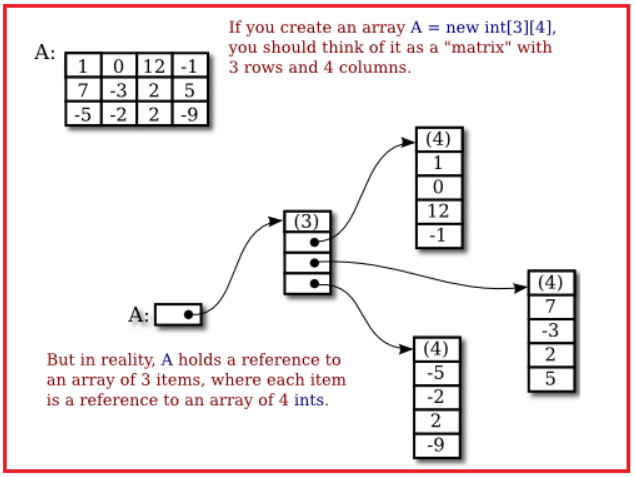 If you create an array A = new int[3][4],
you should think of it as a "matrix" with
3 rows and 4 columns.
A:
1 0 12 -1
7 -3 2 5
-5 -2 2 -9
(4)
1
0
12
-1
(3)
(4)
7
-3
2
5
A:
(4)
-5
-2
2
-9
But in reality, A holds a reference to
an array of 3 items, where each item
is a reference to an array of 4 ints.